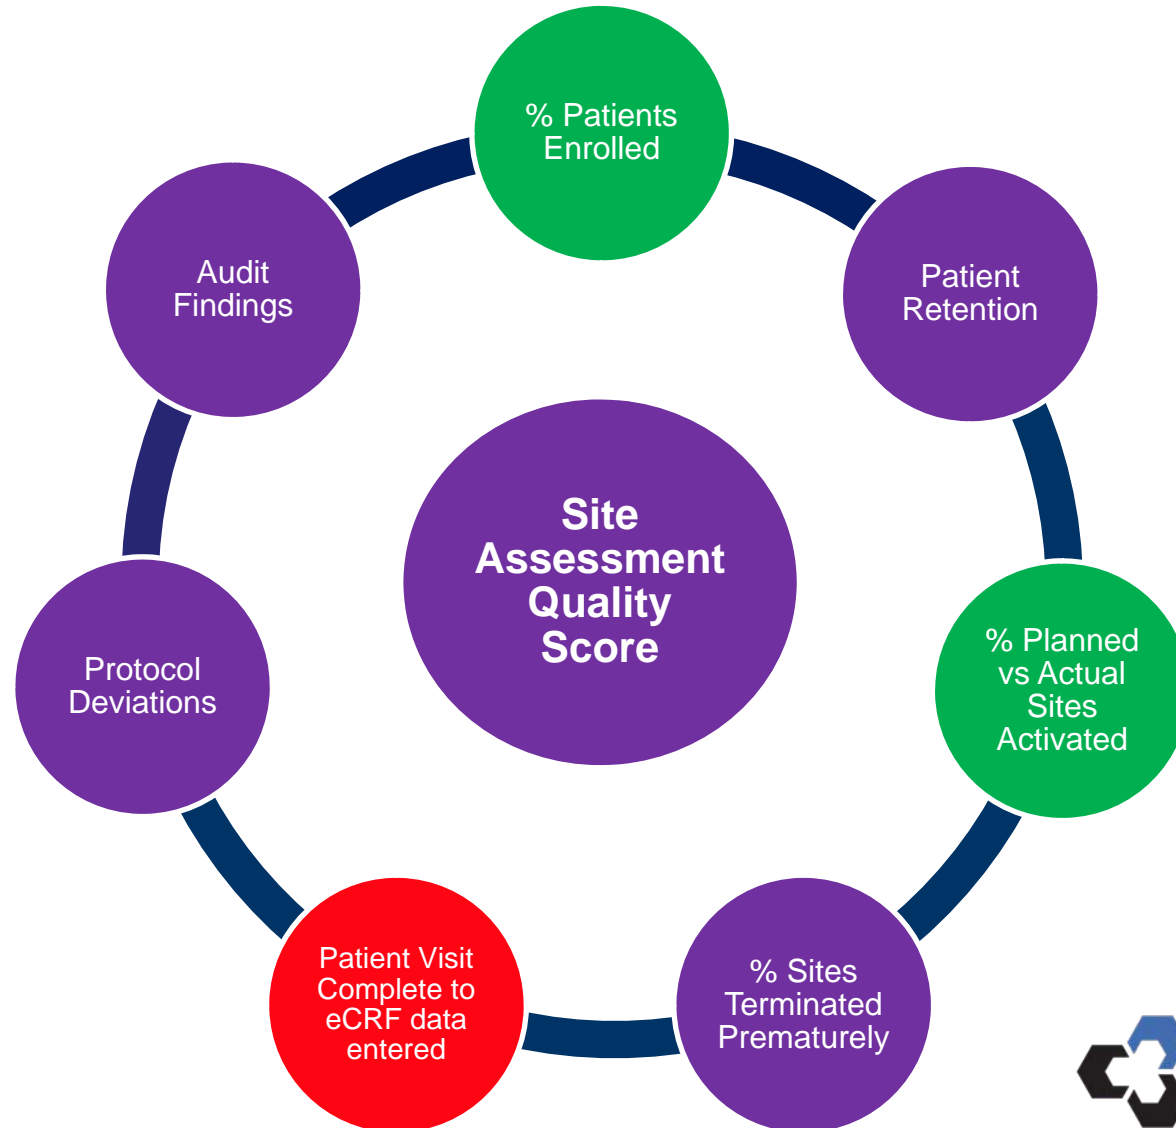 % Patients
Enrolled
Patient
Retention
% Planned
vs Actual
Sites
Activated
% Sites
Terminated
Prematurely
Patient Visit
Complete to
eCRF data
entered
Protocol
Deviations
Audit
Findings
Site
Assessment
Quality
Score